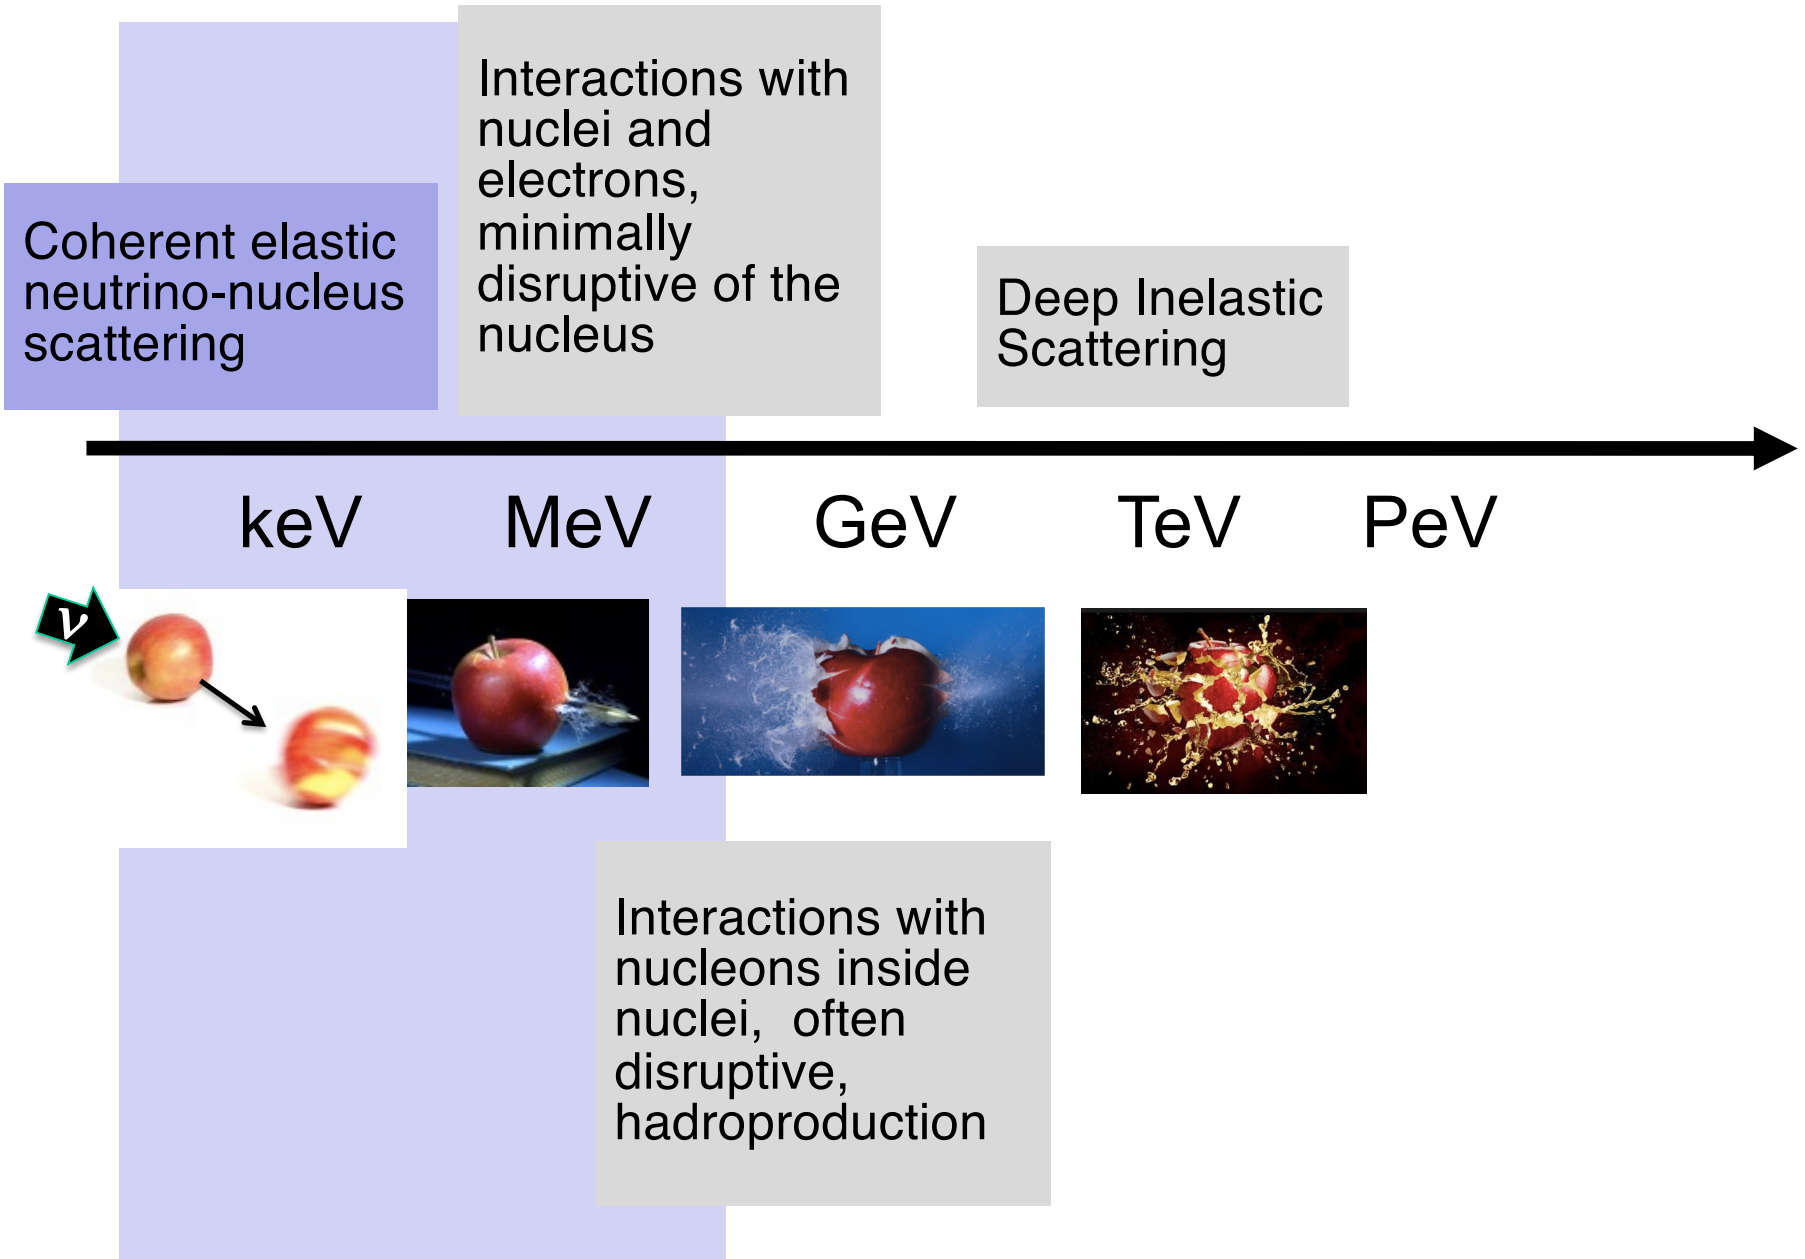 Interactions with
nuclei and
electrons,
minimally
disruptive of the
nucleus
Coherent elastic
neutrino-nucleus
scattering
Deep Inelastic
Scattering
keV MeV GeV TeV PeV
ν
Interactions with
nucleons inside
nuclei, often
disruptive,
hadroproduction